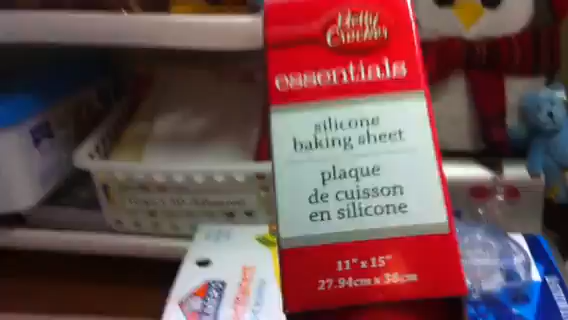 Betty
Crocker
essentials
silicone
baking sheet
plaque
de cuisson
en silicone
11" x 15"
27.94cm x 38cm